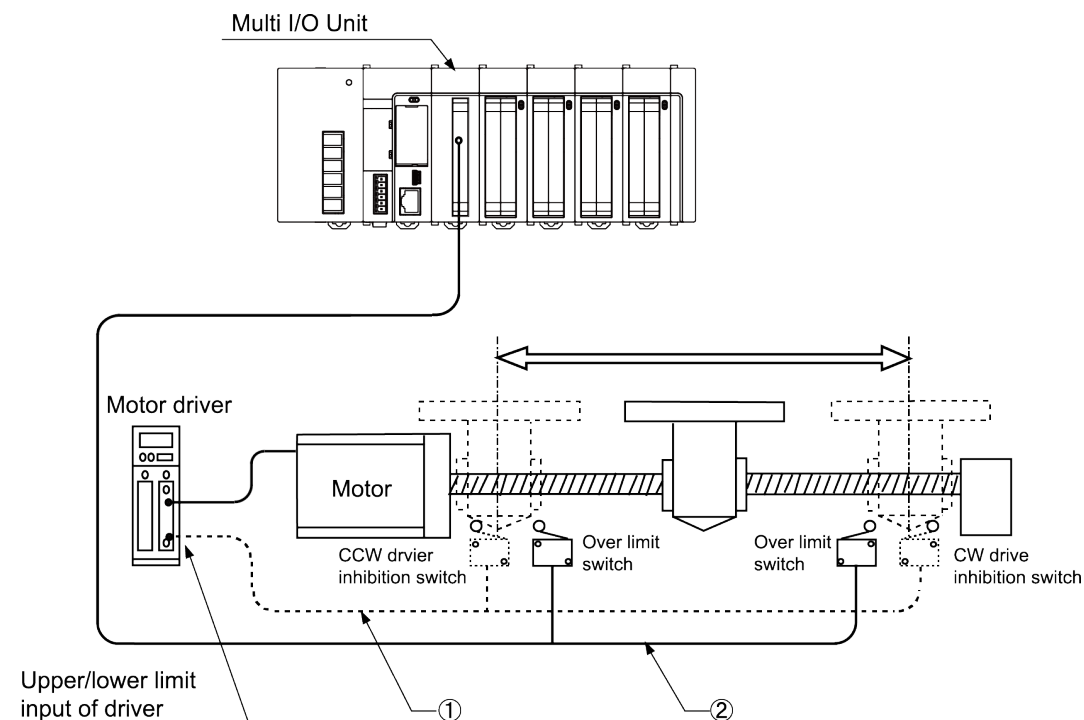 Multi I/O Unit
Motor driver
Motor
CCW drvier
inhibition switch
Over limit
switch
Over limit
switch
CW drive
inhibition switch
Upper/lower limit
input of driver
①
②